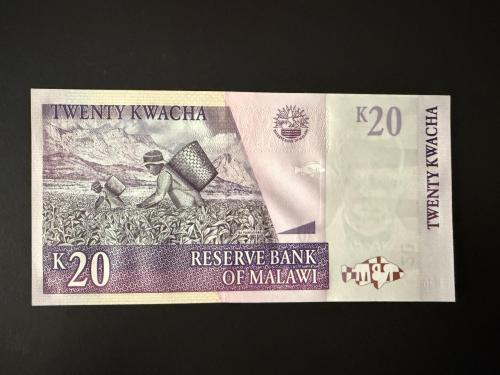 TWENTY KWACHA
K20
TWENTY KWACHA
K20
RESERVE BANK
OF MALAWI